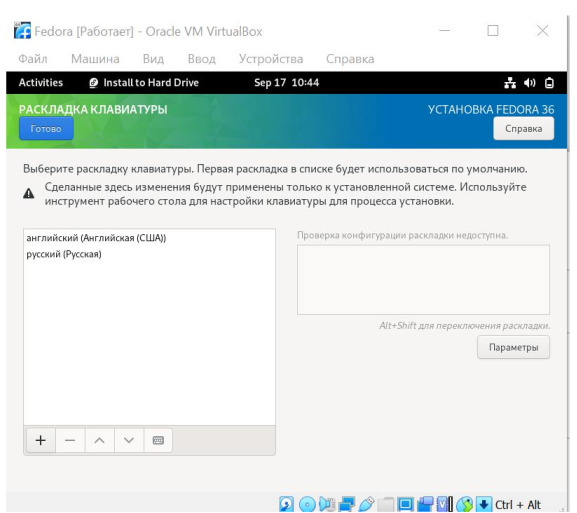 Fedora [Работает] - Oracle VM VirtualBox
Файл Машина Вид Ввод Устройства Справка
Activities Install to Hard Drive Sep 17 10:44
РАСКЛАДКА КЛАВИАТУРЫ
УСТАНОВКА FEDORA 36
Готово
Справка
Выберите раскладку клавиатуры. Первая раскладка в списке будет использоваться по умолчанию.
Сделанные здесь изменения будут применены только к установленной системе. Используйте
инструмент рабочего стола для настройки клавиатуры для процесса установки.
английский (Английская (США))
русский (Русская)
Проверка конфигурации раскладки недоступна.
Alt+Shift для переключения раскладки.
Параметры
Ctrl + Alt